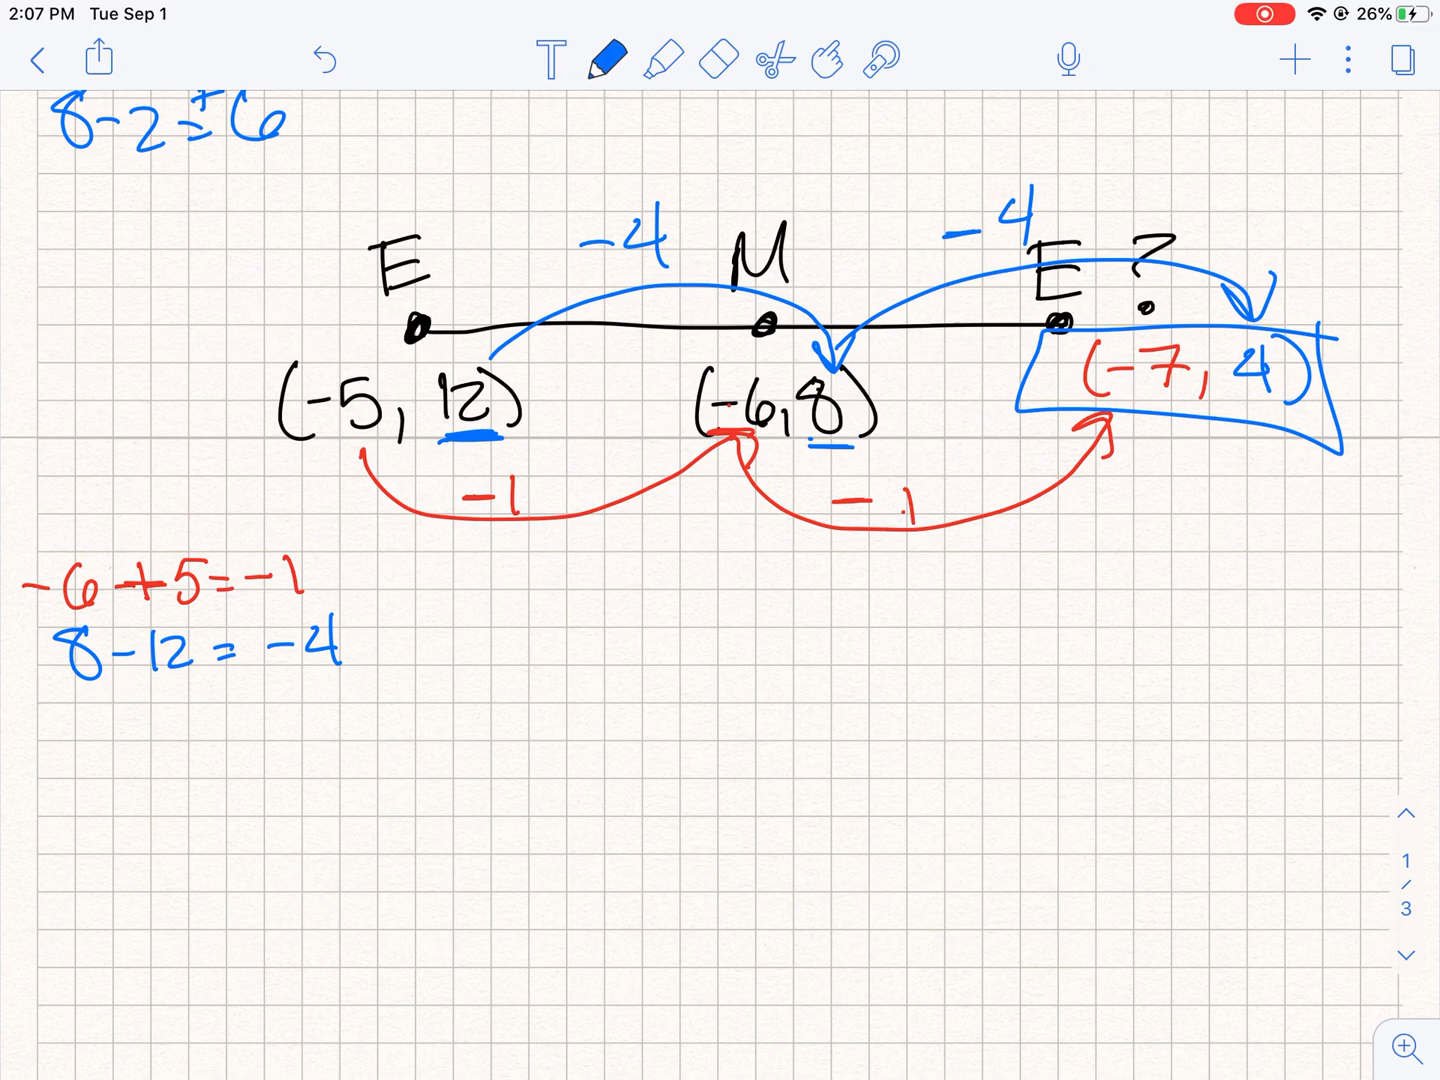 2:07 PM Tue Sep 1
26%
T
8-2=+6
-4 -4
E M E ?
(-5, 12) (-6, 8) (-7, 4)
-1 -1
-6+5=-1
8-12=-4
1
/
3